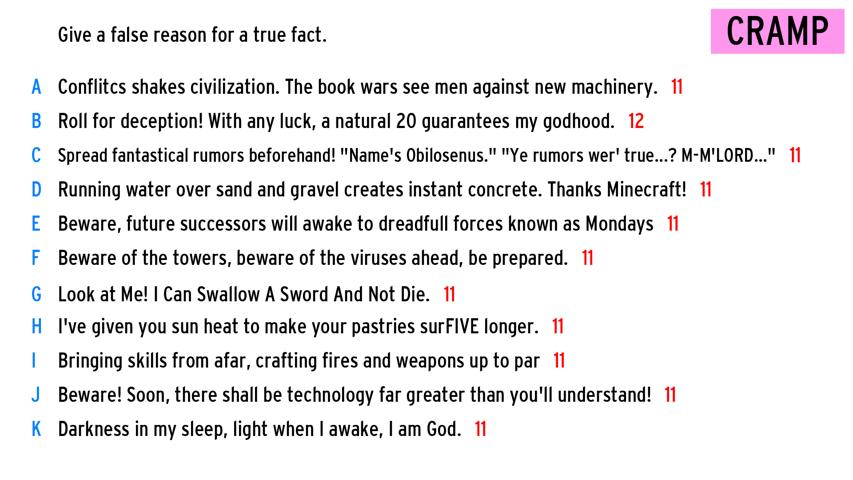 CRAMP
Give a false reason for a true fact.
A Conflitcs shakes civilization. The book wars see men against new machinery. 11
B Roll for deception! With any luck, a natural 20 guarantees my godhood. 12
C Spread fantastical rumors beforehand! "Name's Obilosenus." "Ye rumors wer' true...? M-M'LORD..." 11
D Running water over sand and gravel creates instant concrete. Thanks Minecraft! 11
E Beware, future successors will awake to dreadfull forces known as Mondays 11
F Beware of the towers, beware of the viruses ahead, be prepared. 11
G Look at Me! I Can Swallow A Sword And Not Die. 11
H I've given you sun heat to make your pastries surFIVE longer. 11
I Bringing skills from afar, crafting fires and weapons up to par 11
J Beware! Soon, there shall be technology far greater than you'll understand! 11
K Darkness in my sleep, light when I awake, I am God. 11